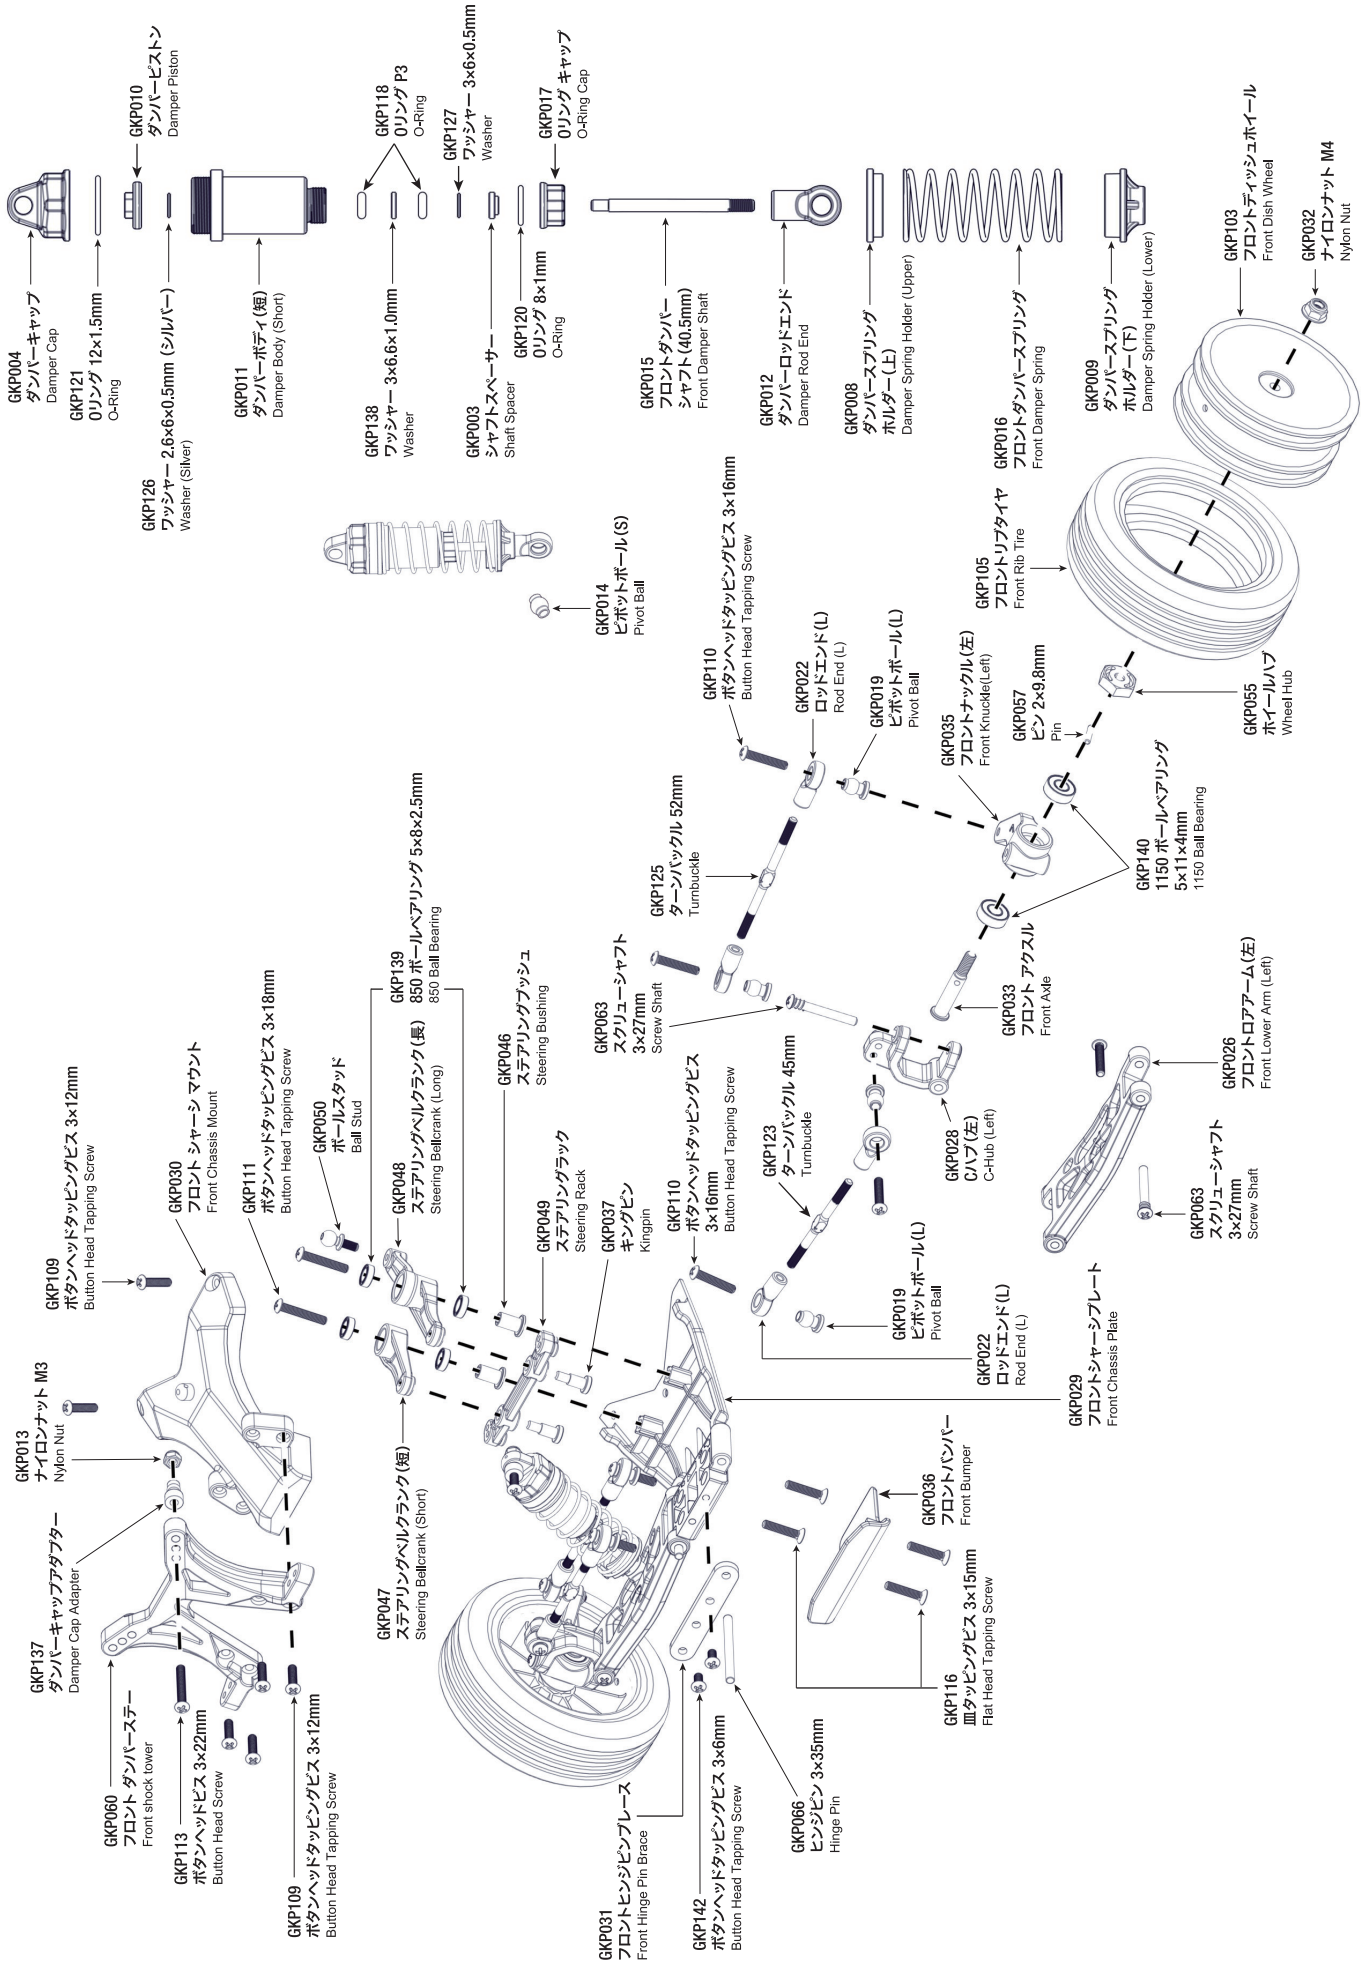 GKP004
ダンパーキャップ
Damper Cap
GKP121
Oリング 12×1.5mm
O-Ring
GKP010
ダンパーピストン
Damper Piston
GKP126
ワッシャー 2.6×6×0.5mm (シルバー)
Washer (Silver)
GKP011
ダンパーボディ(短)
Damper Body (Short)
GKP118
Oリング P3
O-Ring
GKP138
ワッシャー 3×6.6×1.0mm
Washer
GKP127
ワッシャー 3×6×0.5mm
Washer
GKP003
シャフトスペーサー
Shaft Spacer
GKP120
Oリング 8×1mm
O-Ring
GKP017
Oリング キャップ
O-Ring Cap
GKP015
フロントダンパー
シャフト(40.5mm)
Front Damper Shaft
GKP012
ダンパーロッドエンド
Damper Rod End
GKP008
ダンパースプリング
ホルダー(上)
Damper Spring Holder (Upper)
GKP016
フロントダンパースプリング
Front Damper Spring
GKP009
ダンパースプリング
ホルダー(下)
Damper Spring Holder (Lower)
GKP103
フロントディッシュホイール
Front Dish Wheel
GKP032
ナイロンナット M4
Nylon Nut
GKP014
ピボットボール(S)
Pivot Ball
GKP110
ボタンヘッドタッピングビス 3×16mm
Button Head Tapping Screw
GKP022
ロッドエンド(L)
Rod End (L)
GKP019
ピボットボール(L)
Pivot Ball
GKP035
フロントナックル(左)
Front Knuckle(Left)
GKP105
フロントリブタイヤ
Front Rib Tire
GKP057
ピン 2×9.8mm
Pin
GKP055
ホイールハブ
Wheel Hub
GKP125
ターンバックル 52mm
Turnbuckle
GKP140
1150 ボールベアリング
5×11×4mm
1150 Ball Bearing
GKP063
スクリューシャフト
3×27mm
Screw Shaft
GKP033
フロント アクスル
Front Axle
GKP026
フロントロアアーム(左)
Front Lower Arm (Left)
GKP109
ボタンヘッドタッピングビス 3×12mm
Button Head Tapping Screw
GKP030
フロント シャーシ マウント
Front Chassis Mount
GKP111
ボタンヘッドタッピングビス 3×18mm
Button Head Tapping Screw
GKP050
ボールスタッド
Ball Stud
GKP139
850 ボールベアリング 5×8×2.5mm
850 Ball Bearing
GKP048
ステアリングベルクランク(長)
Steering Bellcrank (Long)
GKP046
ステアリングブッシュ
Steering Bushing
GKP049
ステアリングラック
Steering Rack
GKP037
キングピン
Kingpin
GKP110
ボタンヘッドタッピングビス
3×16mm
Button Head Tapping Screw
GKP123
ターンバックル 45mm
Turnbuckle
GKP028
Cハブ(左)
C-Hub (Left)
GKP063
スクリューシャフト
3×27mm
Screw Shaft
GKP019
ピボットボール(L)
Pivot Ball
GKP022
ロッドエンド(L)
Rod End (L)
GKP029
フロントシャーシプレート
Front Chassis Plate
GKP013
ナイロンナット M3
Nylon Nut
GKP137
ダンパーキャップアダプター
Damper Cap Adapter
GKP047
ステアリングベルクランク(短)
Steering Bellcrank (Short)
GKP036
フロントバンパー
Front Bumper
GKP116
皿タッピングビス 3×15mm
Flat Head Tapping Screw
GKP060
フロント ダンパーステー
Front shock tower
GKP113
ボタンヘッドビス 3×22mm
Button Head Screw
GKP109
ボタンヘッドタッピングビス 3×12mm
Button Head Tapping Screw
GKP031
フロントヒンジピンブレース
Front Hinge Pin Brace
GKP142
ボタンヘッドタッピングビス 3×6mm
Button Head Tapping Screw
GKP066
ヒンジピン 3×35mm
Hinge Pin